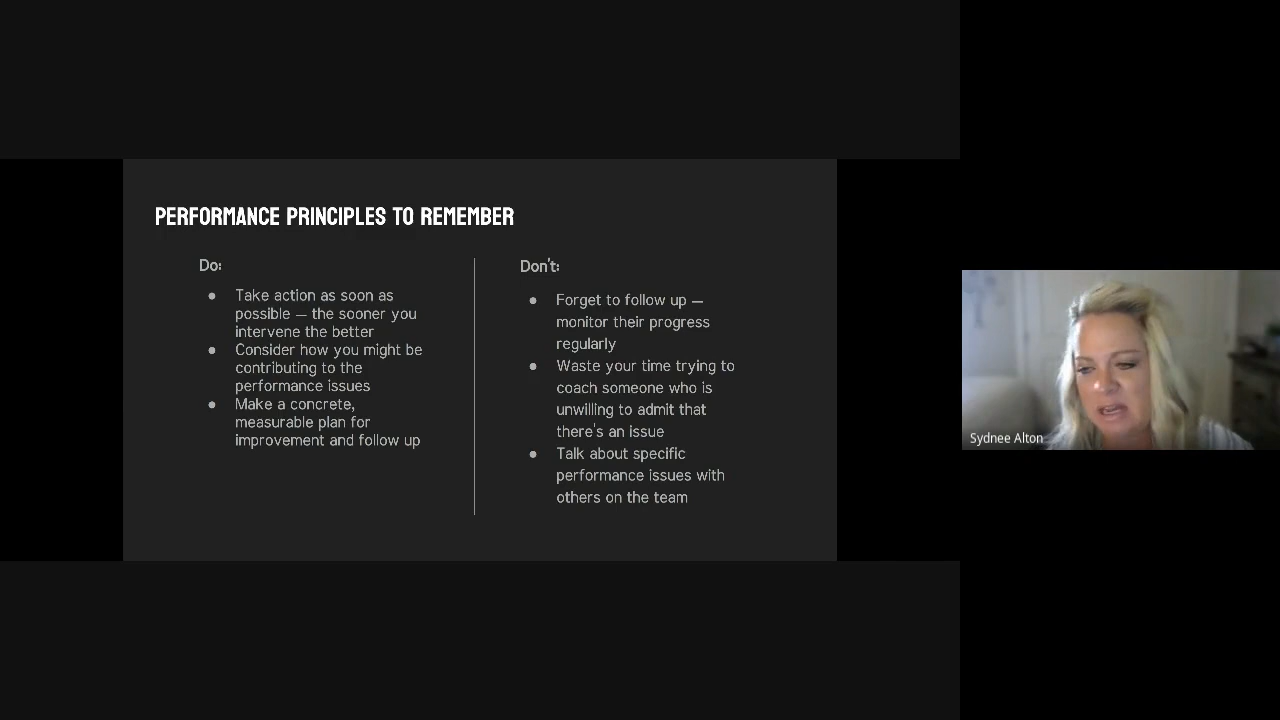 PERFORMANCE PRINCIPLES TO REMEMBER
Do:
● Take action as soon as
possible — the sooner you
intervene the better
● Consider how you might be
contributing to the
performance issues
● Make a concrete,
measurable plan for
improvement and follow up
Don't:
● Forget to follow up —
monitor their progress
regularly
● Waste your time trying to
coach someone who is
unwilling to admit that
there's an issue
● Talk about specific
performance issues with
others on the team
Sydnee Alton